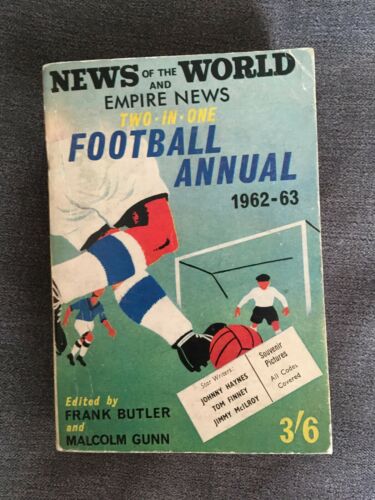 NEWS OF THE WORLD
AND
EMPIRE NEWS
TWO-IN-ONE
FOOTBALL
ANNUAL
1962-63
Star Writers:
JOHNNY HAYNES
TOM FINNEY
JIMMY McILROY
Souvenir
Pictures
All Codes
Covered
Edited by
FRANK BUTLER
and
MALCOLM GUNN
3/6